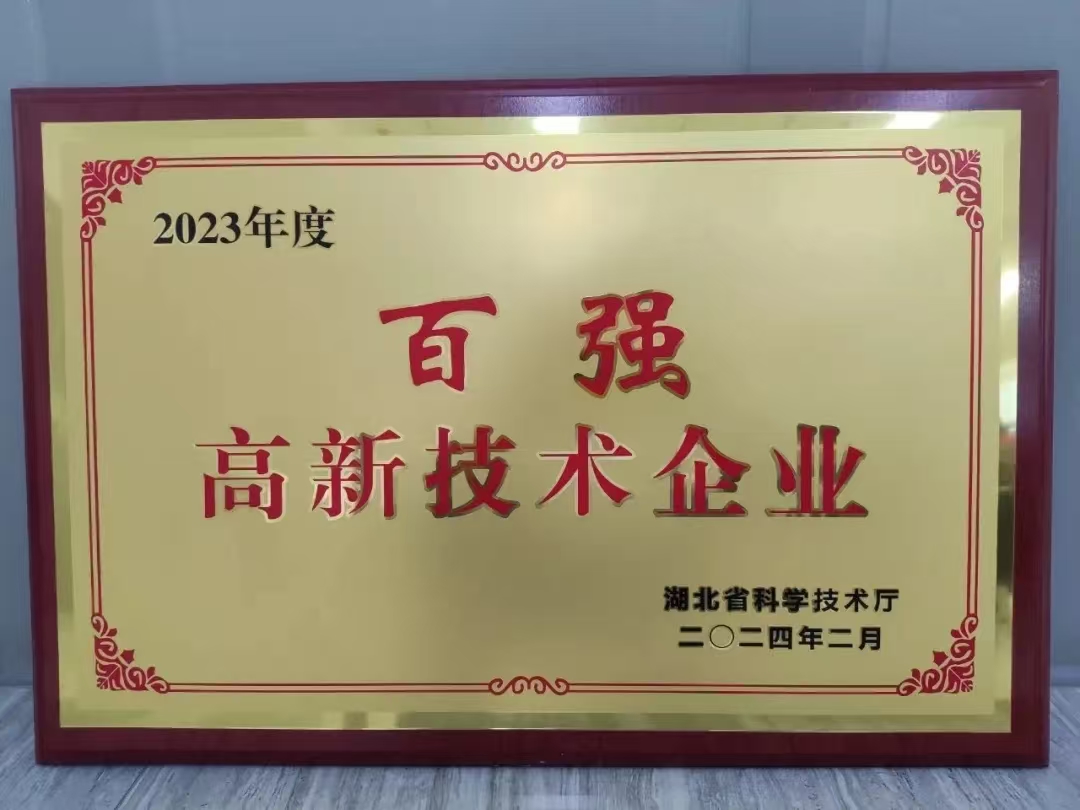 2023年度
百强
高新技术企业
湖北省科学技术厅
二〇二四年二月